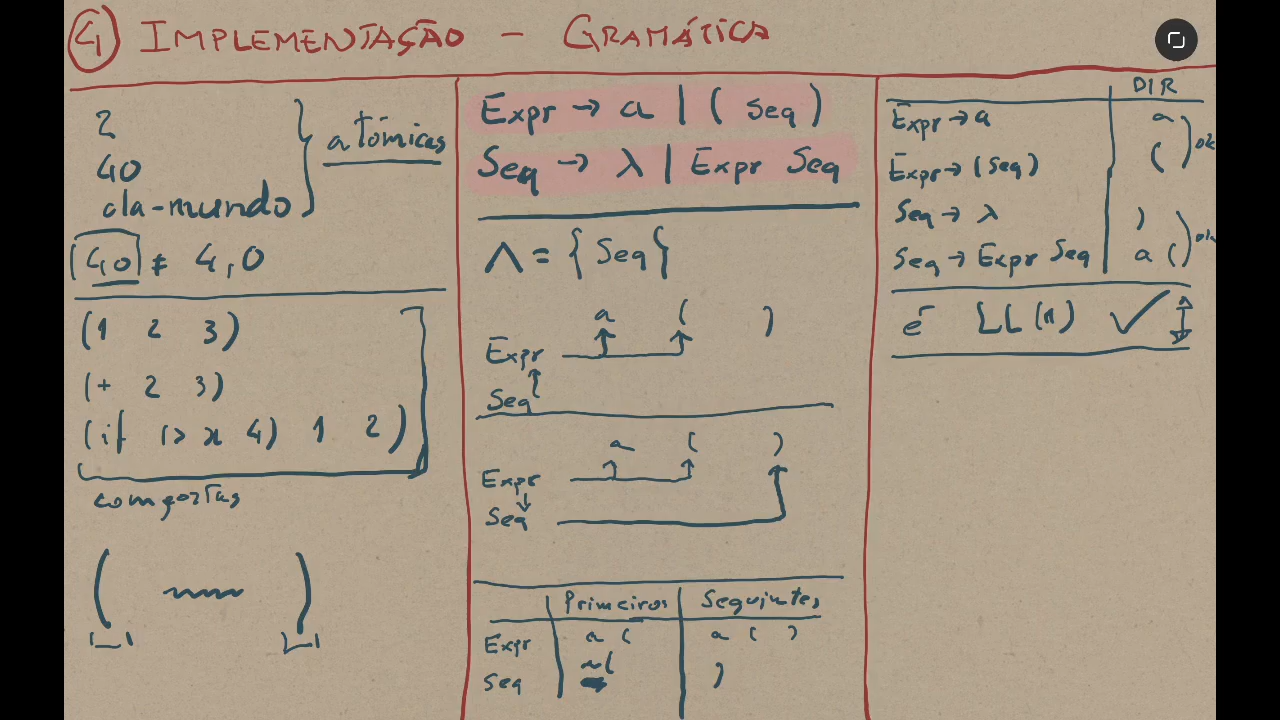 G) IMPLEMENTAÇÃO - GRAMÁTICA
2
40
ola-mundo
atómicas
40 ≠ 4,0
(1 2 3)
(+ 2 3)
(if (> x 4) 1 2)
compostas
( )
Expr → a | ( Seq )
Seq → λ | Expr Seq
Λ = { Seq }
a ( )
Expr
Seq
a ( )
Expr
Seq
Primeiros Seguintes
Expr a ( a ( )
Seq a ( )
DIR
Expr → a a
Expr → (Seq) (
ok
Seq → λ )
Seq → Expr Seq a (
ok
é LL(1) ✓